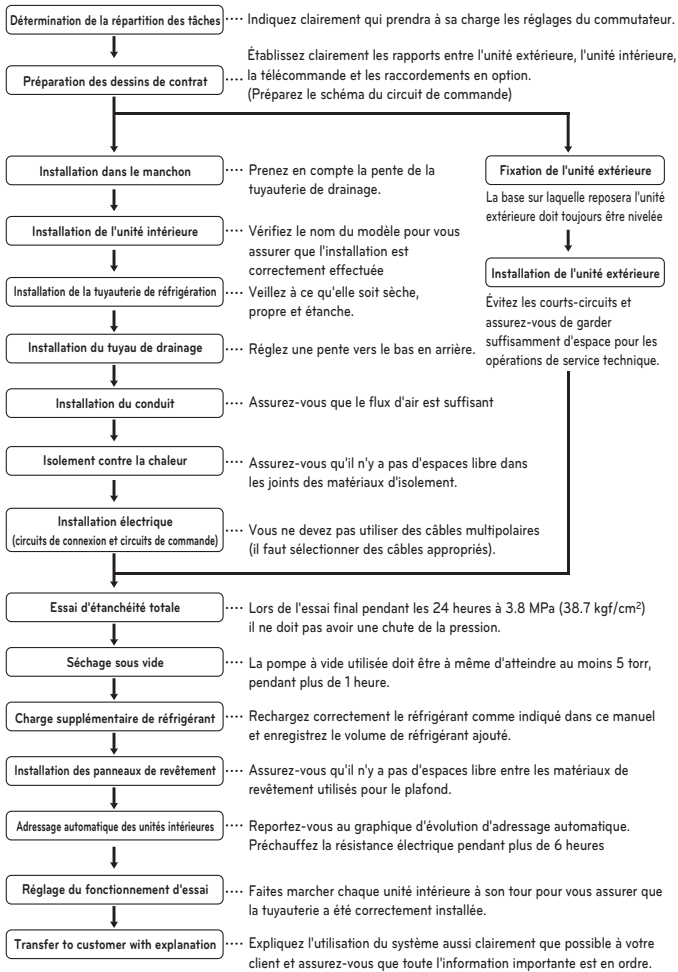 Détermination de la répartition des tâches ···· Indiquez clairement qui prendra à sa charge les réglages du commutateur.
Préparation des dessins de contrat ···· Établissez clairement les rapports entre l'unité extérieure, l'unité intérieure,
la télécommande et les raccordements en option.
(Préparez le schéma du circuit de commande)
Installation dans le manchon ···· Prenez en compte la pente de la
tuyauterie de drainage.
Installation de l'unité intérieure ···· Vérifiez le nom du modèle pour vous
assurer que l'installation est
correctement effectuée
Installation de la tuyauterie de réfrigération ···· Veillez à ce qu'elle soit sèche,
propre et étanche.
Installation du tuyau de drainage ···· Réglez une pente vers le bas en arrière.
Installation du conduit ···· Assurez-vous que le flux d'air est suffisant
Isolement contre la chaleur ···· Assurez-vous qu'il n'y a pas d'espaces libre dans
les joints des matériaux d'isolement.
Installation électrique
(circuits de connexion et circuits de commande) ···· Vous ne devez pas utiliser des câbles multipolaires
(il faut sélectionner des câbles appropriés).
Fixation de l'unité extérieure
La base sur laquelle reposera l'unité
extérieure doit toujours être nivelée
Installation de l'unité extérieure
Évitez les courts-circuits et
assurez-vous de garder
suffisamment d'espace pour les
opérations de service technique.
Essai d'étanchéité totale ···· Lors de l'essai final pendant les 24 heures à 3.8 MPa (38.7 kgf/cm²)
il ne doit pas avoir une chute de la pression.
Séchage sous vide ···· La pompe à vide utilisée doit être à même d'atteindre au moins 5 torr,
pendant plus de 1 heure.
Charge supplémentaire de réfrigérant ···· Rechargez correctement le réfrigérant comme indiqué dans ce manuel
et enregistrez le volume de réfrigérant ajouté.
Installation des panneaux de revêtement ···· Assurez-vous qu'il n'y a pas d'espaces libre entre les matériaux de
revêtement utilisés pour le plafond.
Adressage automatique des unités intérieures ···· Reportez-vous au graphique d'évolution d'adressage automatique.
Préchauffez la résistance électrique pendant plus de 6 heures
Réglage du fonctionnement d'essai ···· Faites marcher chaque unité intérieure à son tour pour vous assurer que
la tuyauterie a été correctement installée.
Transfer to customer with explanation ···· Expliquez l'utilisation du système aussi clairement que possible à votre
client et assurez-vous que toute l'information importante est en ordre.